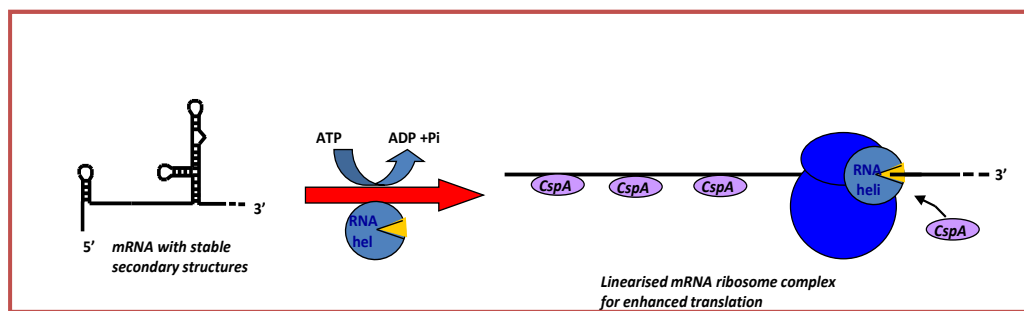 ATP
ADP +Pi
RNA
hel
5’
3’
mRNA with stable
secondary structures
CspA
CspA
CspA
RNA
heli
3’
CspA
Linearised mRNA ribosome complex
for enhanced translation